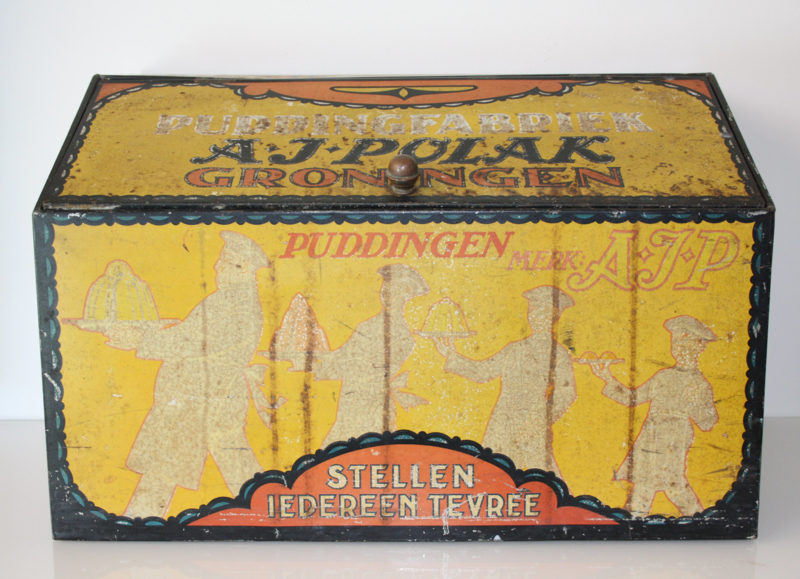 PUDDINGFABRIEK
A·J·POLAK
GRONINGEN
PUDDINGEN MERK: A·J·P
STELLEN
IEDEREEN TEVREE